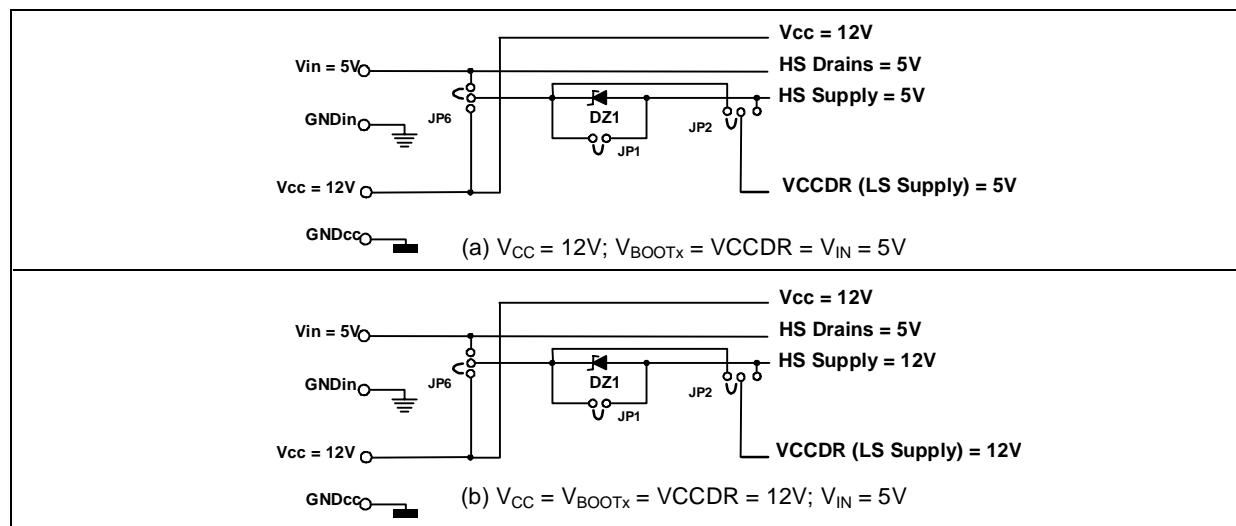 Vcc = 12V
Vin = 5V
HS Drains = 5V
HS Supply = 5V
JP6
DZ1
JP2
GNDin
JP1
Vcc = 12V
VCCDR (LS Supply) = 5V
GNDcc
(a) VCC = 12V; VBOOTx = VCCDR = VIN = 5V
Vcc = 12V
Vin = 5V
HS Drains = 5V
HS Supply = 12V
JP6
DZ1
JP2
GNDin
JP1
Vcc = 12V
VCCDR (LS Supply) = 12V
GNDcc
(b) VCC = VBOOTx = VCCDR = 12V; VIN = 5V